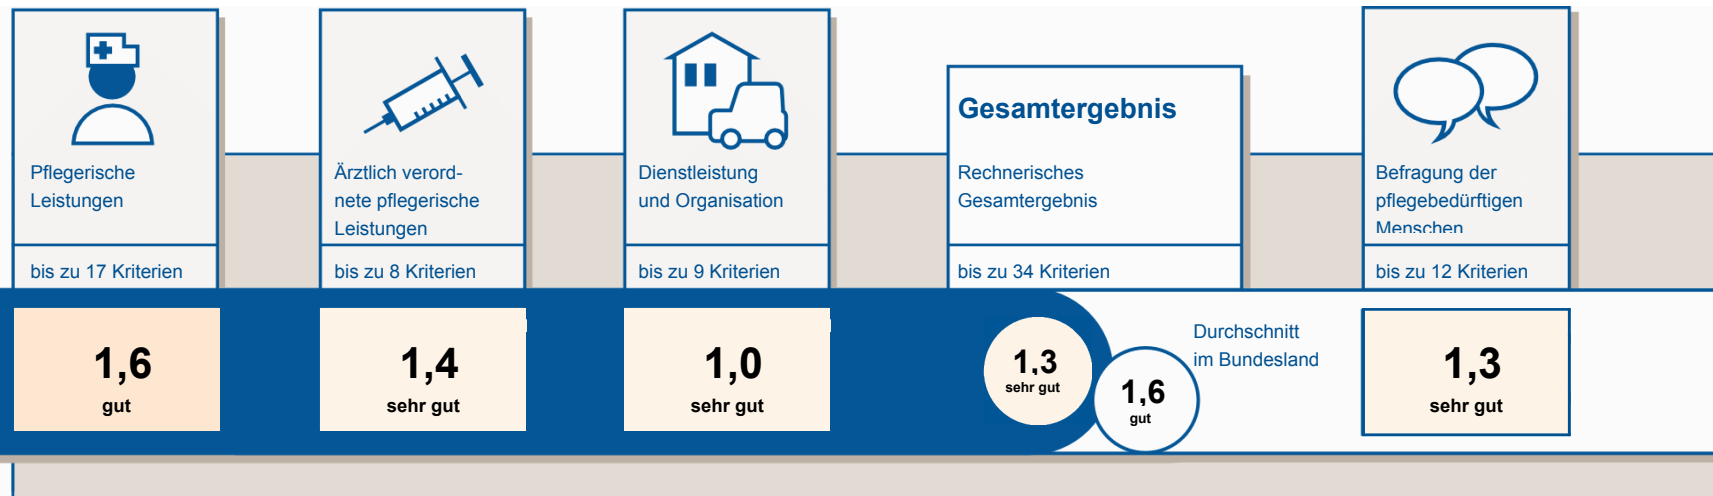 Pflegerische
Leistungen
bis zu 17 Kriterien
1,6
gut
Ärztlich verord-
nete pflegerische
Leistungen
bis zu 8 Kriterien
1,4
sehr gut
Dienstleistung
und Organisation
bis zu 9 Kriterien
1,0
sehr gut
Gesamtergebnis
Rechnerisches
Gesamtergebnis
bis zu 34 Kriterien
1,3
sehr gut
1,6
gut
Durchschnitt
im Bundesland
Befragung der
pflegebedürftigen
Menschen
bis zu 12 Kriterien
1,3
sehr gut